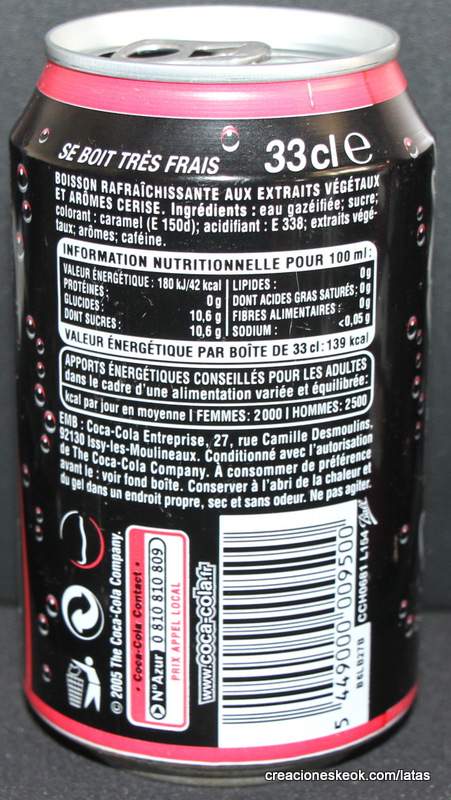 SE BOIT TRÈS FRAIS 33 cl e
BOISSON RAFRAÎCHISSANTE AUX EXTRAITS VÉGÉTAUX
ET ARÔMES CERISE. Ingrédients : eau gazéifiée; sucre;
colorant : caramel (E 150d); acidifiant : E 338; extraits végé-
taux; arômes; caféine.
INFORMATION NUTRITIONNELLE POUR 100 ml :
VALEUR ÉNERGÉTIQUE : 180 kJ/42 kcal
PROTÉINES : 0 g
GLUCIDES : 10,6 g
DONT SUCRES : 10,6 g
LIPIDES : 0 g
DONT ACIDES GRAS SATURÉS : 0 g
FIBRES ALIMENTAIRES : 0 g
SODIUM : <0,05 g
VALEUR ÉNERGÉTIQUE PAR BOÎTE DE 33 cl : 139 kcal
APPORTS ÉNERGÉTIQUES CONSEILLÉS POUR LES ADULTES
dans le cadre d'une alimentation variée et équilibrée:
kcal par jour en moyenne | FEMMES: 2000 | HOMMES: 2500
EMB : Coca-Cola Entreprise, 27, rue Camille Desmoulins,
92130 Issy-les-Moulineaux. Conditionné avec l'autorisation
de The Coca-Cola Company. À consommer de préférence
avant le : voir fond boîte. Conserver à l'abri de la chaleur et
du gel dans un endroit propre, sec et sans odeur. Ne pas agiter.
© 2005 The Coca-Cola Company.
• Coca-Cola Contact •
N° Azur 0 810 810 809
PRIX APPEL LOCAL
www.coca-cola.fr
5 449000 009500
CCH0681 L154
B6LB27B
creacioneskeok.com/latas